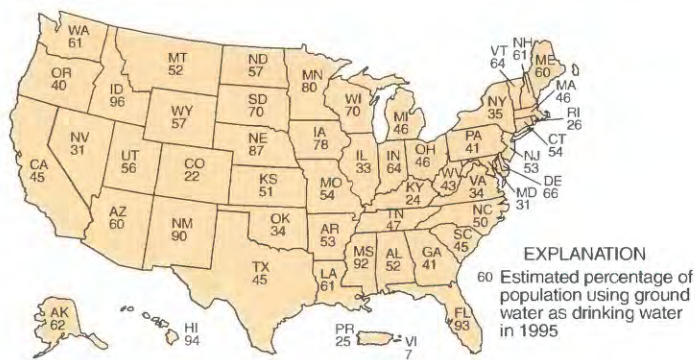 WA
61
MT
52
ND
57
MN
80
VT
64
NH
61
ME
60
OR
40
ID
96
SD
70
WI
70
MI
46
NY
35
MA
46
RI
26
CT
54
WY
57
NE
87
IA
78
PA
41
NJ
53
NV
31
UT
56
CO
22
IL
33
IN
64
OH
46
DE
66
MD
31
CA
45
KS
51
MO
54
KY
24
WV
43
VA
34
AZ
60
NM
90
OK
34
AR
53
TN
47
NC
50
SC
45
TX
45
LA
61
MS
92
AL
52
GA
41
FL
93
AK
62
HI
94
PR
25
VI
7
EXPLANATION
60 Estimated percentage of
population using ground
water as drinking water
in 1995